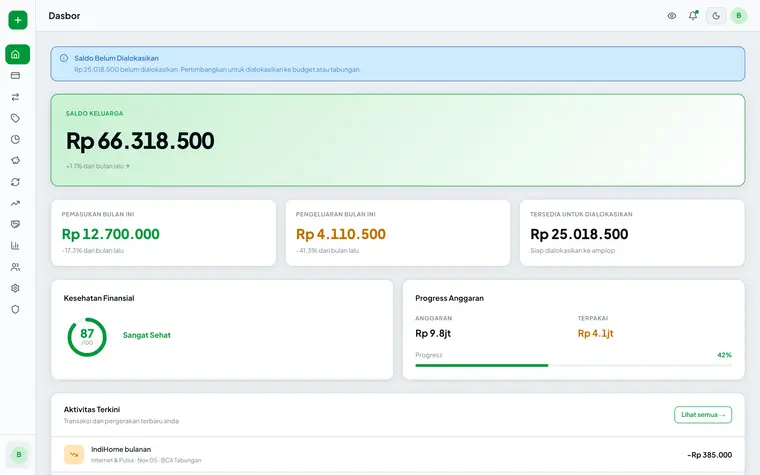 Dasbor
B
Saldo Belum Dialokasikan
Rp 25.018.500 belum dialokasikan. Pertimbangkan untuk dialokasikan ke budget atau tabungan.
SALDO KELUARGA
Rp 66.318.500
+1.1% dari bulan lalu ↑
PEMASUKAN BULAN INI
Rp 12.700.000
-17.3% dari bulan lalu
PENGELUARAN BULAN INI
Rp 4.110.500
-41.3% dari bulan lalu
TERSEDIA UNTUK DIALOKASIKAN
Rp 25.018.500
Siap dialokasikan ke amplop
Kesehatan Finansial
87
/100
Sangat Sehat
Progress Anggaran
ANGGARAN
Rp 9.8jt
TERPAKAI
Rp 4.1jt
Progress
42%
Aktivitas Terkini
Transaksi dan pergerakan terbaru anda
Lihat semua →
IndiHome bulanan
Internet & Pulsa · Nov 05 · BCA Tabungan
-Rp 385.000
B